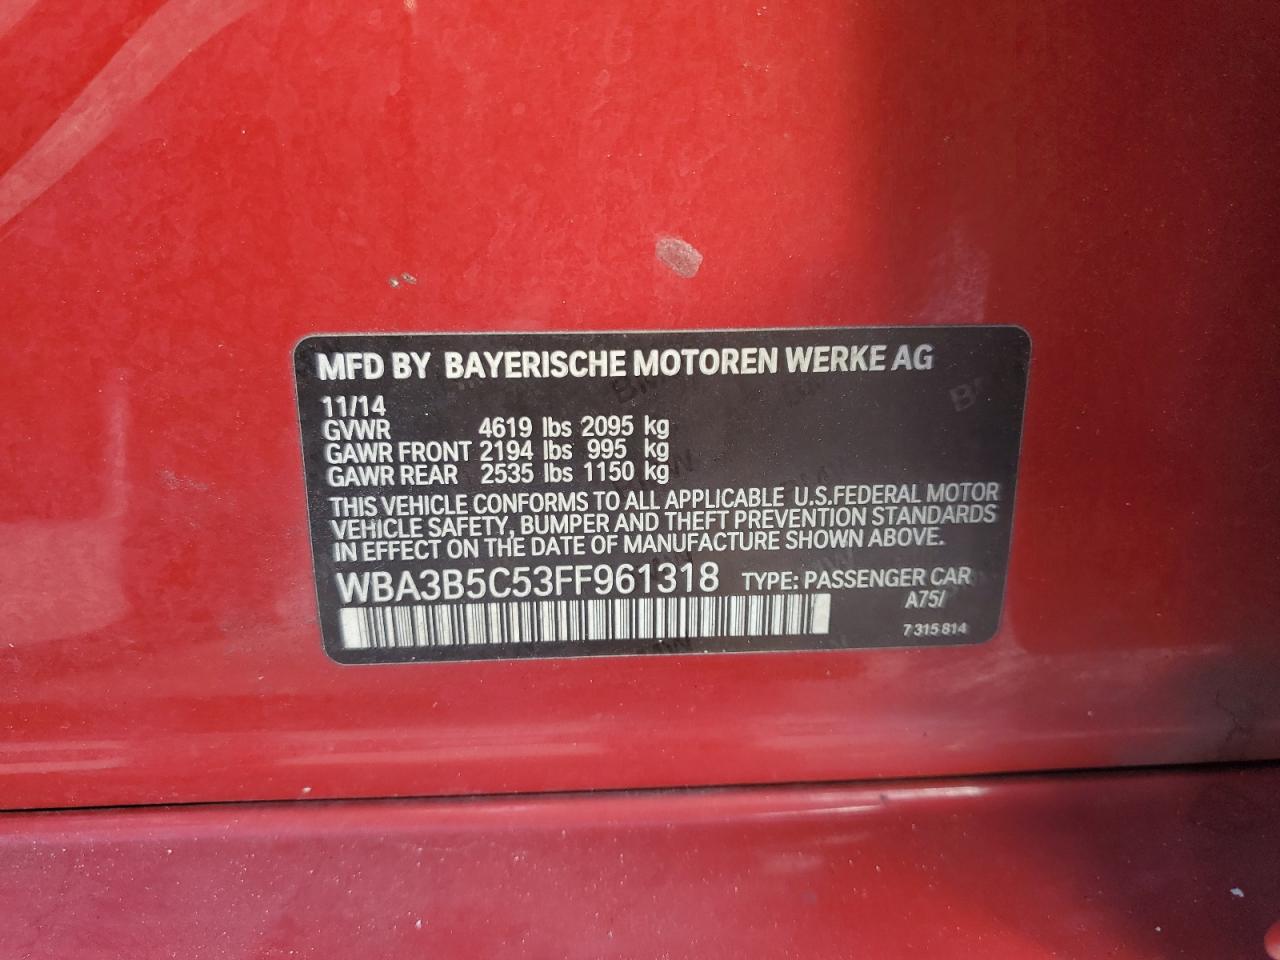 MFD BY BAYERISCHE MOTOREN WERKE AG
11/14
GVWR 4619 lbs 2095 kg
GAWR FRONT 2194 lbs 995 kg
GAWR REAR 2535 lbs 1150 kg
THIS VEHICLE CONFORMS TO ALL APPLICABLE U.S.FEDERAL MOTOR
VEHICLE SAFETY, BUMPER AND THEFT PREVENTION STANDARDS
IN EFFECT ON THE DATE OF MANUFACTURE SHOWN ABOVE.
WBA3B5C53FF961318 TYPE: PASSENGER CAR
A75/
7 315 814